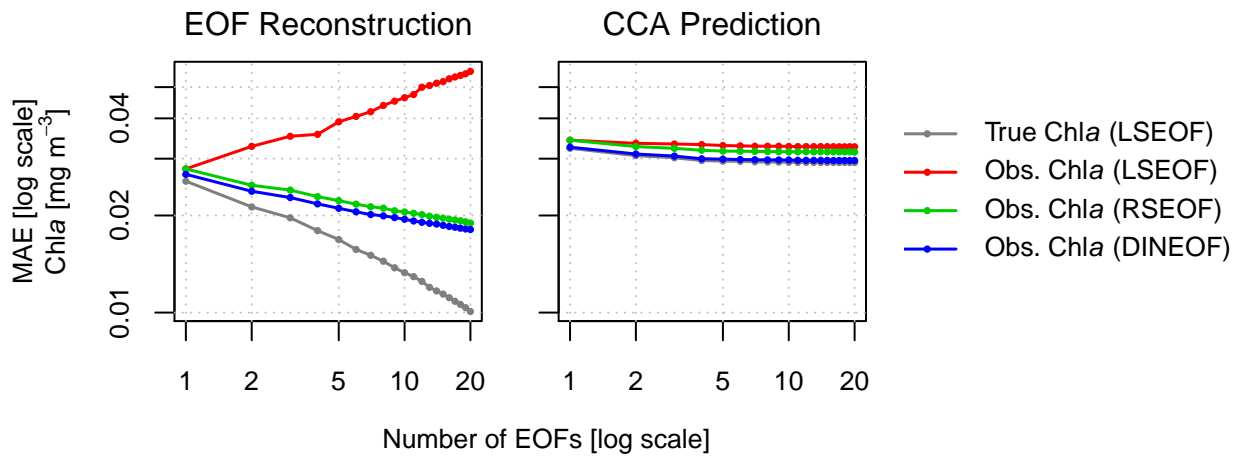 EOF Reconstruction
CCA Prediction
MAE [log scale]
Chla [mg m⁻³]
0.04
0.02
0.01
1 2 5 10 20
1 2 5 10 20
Number of EOFs [log scale]
True Chla (LSEOF)
Obs. Chla (LSEOF)
Obs. Chla (RSEOF)
Obs. Chla (DINEOF)